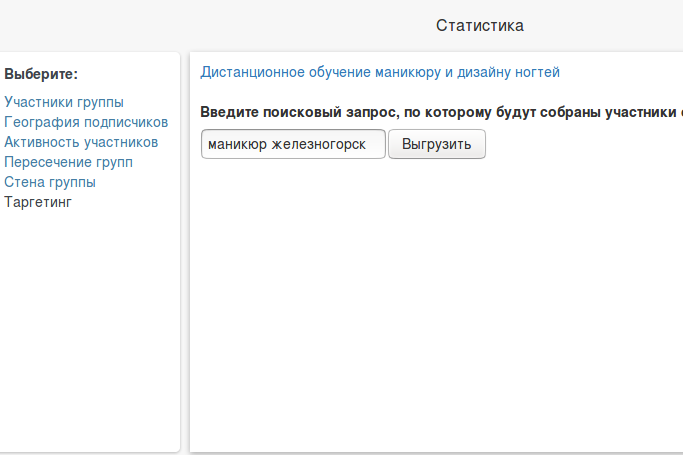 Статистика
Выберите:
Участники группы
География подписчиков
Активность участников
Пересечение групп
Стена группы
Таргетинг
Дистанционное обучение маникюру и дизайну ногтей
Введите поисковый запрос, по которому будут собраны участники
маникюр железногорск
Выгрузить